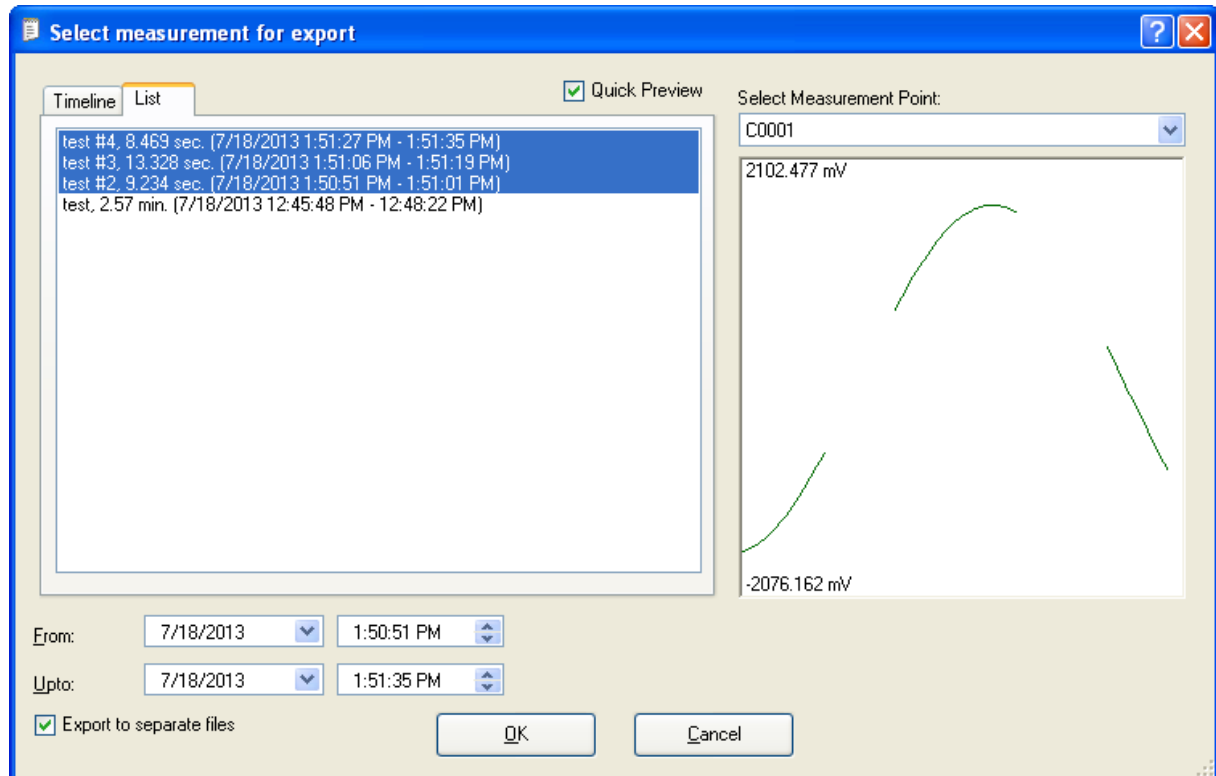 Select measurement for export
Timeline
List
Quick Preview
test #4, 8.469 sec. (7/18/2013 1:51:27 PM - 1:51:35 PM)
test #3, 13.328 sec. (7/18/2013 1:51:06 PM - 1:51:19 PM)
test #2, 9.234 sec. (7/18/2013 1:50:51 PM - 1:51:01 PM)
test, 2.57 min. (7/18/2013 12:45:48 PM - 12:48:22 PM)
Select Measurement Point:
C0001
2102.477 mV
-2076.162 mV
From: 7/18/2013 1:50:51 PM
Upto: 7/18/2013 1:51:35 PM
Export to separate files
OK
Cancel